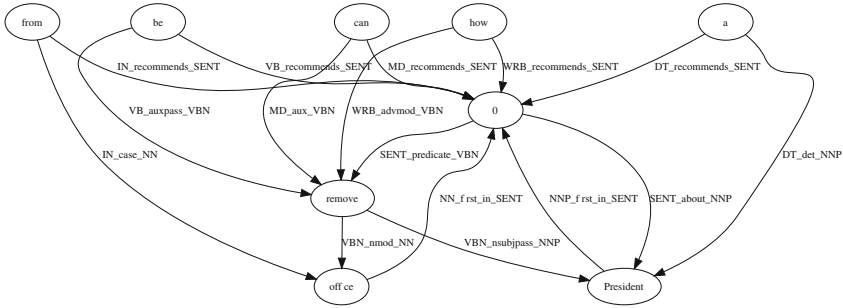 from be can how a
IN_recommends_SENT VB_recommends_SENT MD_recommends_SENT WRB_recommends_SENT DT_recommends_SENT
VB_auxpass_VBN MD_aux_VBN WRB_advmod_VBN 0
IN_case_NN SENT_predicate_VBN DT_det_NNP
remove NN_f rst_in_SENT NNP_f rst_in_SENT SENT_about_NNP
VBN_nmod_NN VBN_nsubjpass_NNP
off ce President